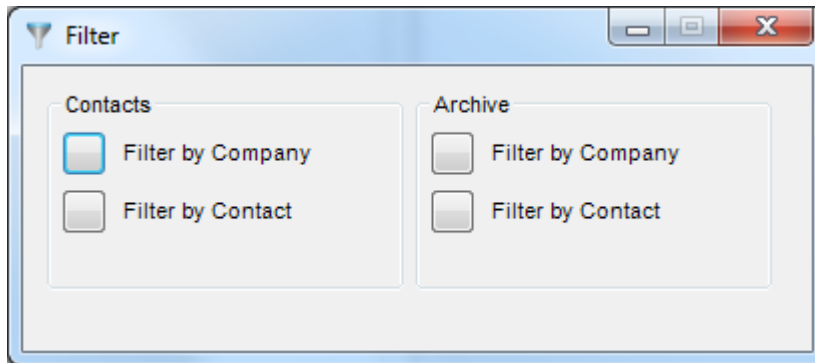 Filter
Contacts
Filter by Company
Filter by Contact
Archive
Filter by Company
Filter by Contact